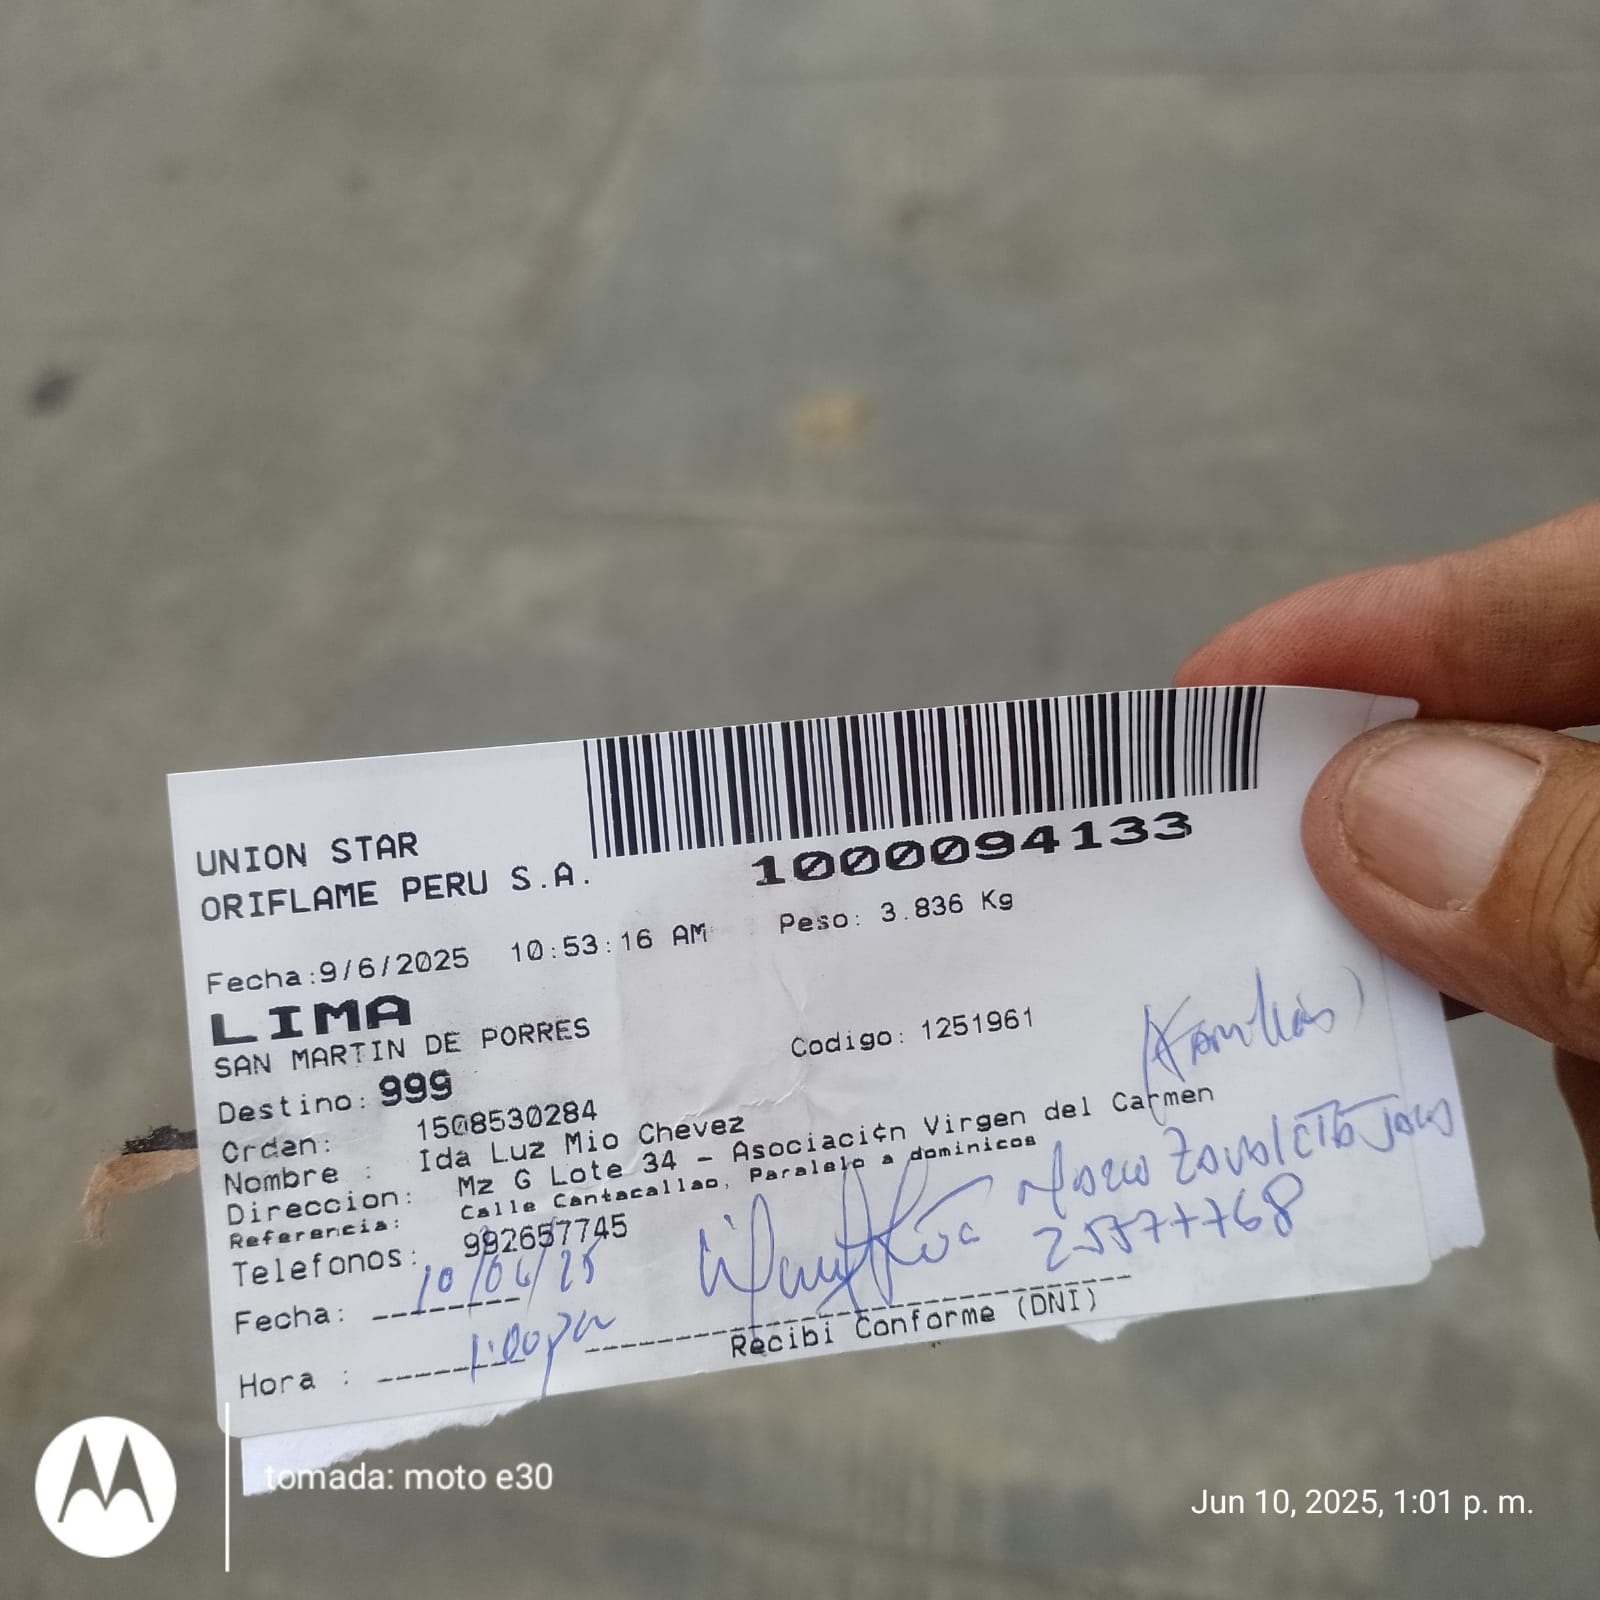 UNION STAR
ORIFLAME PERU S.A.
1000094133
Fecha:9/6/2025 10:53:16 AM Peso: 3.836 Kg
LIMA
SAN MARTIN DE PORRES
Codigo: 1251961
Destino: 999
Orden: 1508530284
Nombre : Ida Luz Mio Chevez
Direccion: Mz G Lote 34 - Asociaci¢n Virgen del Carmen
Referencia: Calle Cantacallao, Paralelo a dominicos
Telefonos: 992657745
Fecha: 10/06/25
25577768
Hora : 1:00pm
Recibi Conforme (DNI)
tomada: moto e30
Jun 10, 2025, 1:01 p. m.